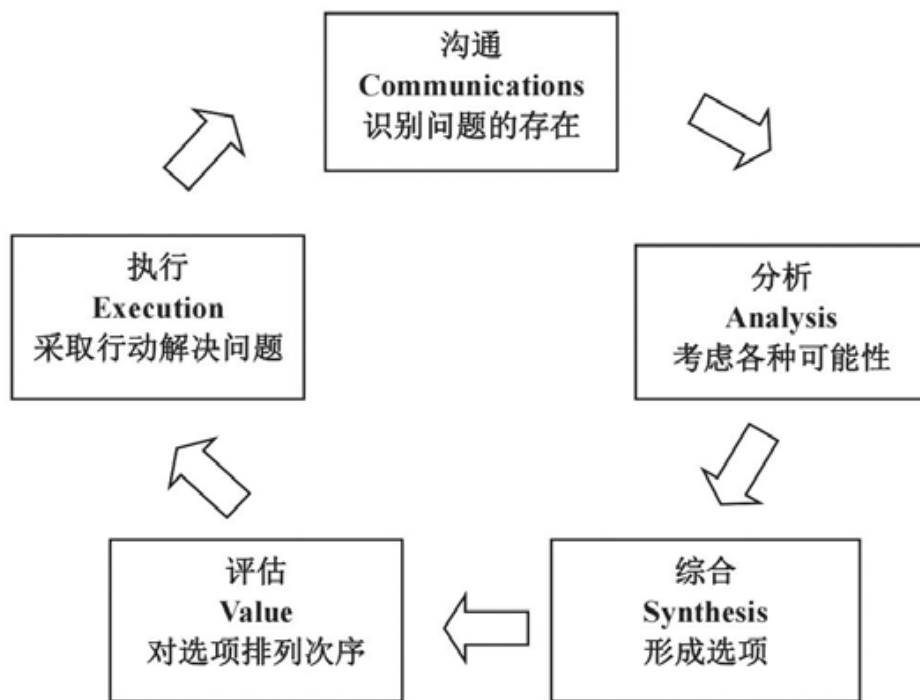 沟通
Communications
识别问题的存在
分析
Analysis
考虑各种可能性
综合
Synthesis
形成选项
评估
Value
对选项排列次序
执行
Execution
采取行动解决问题